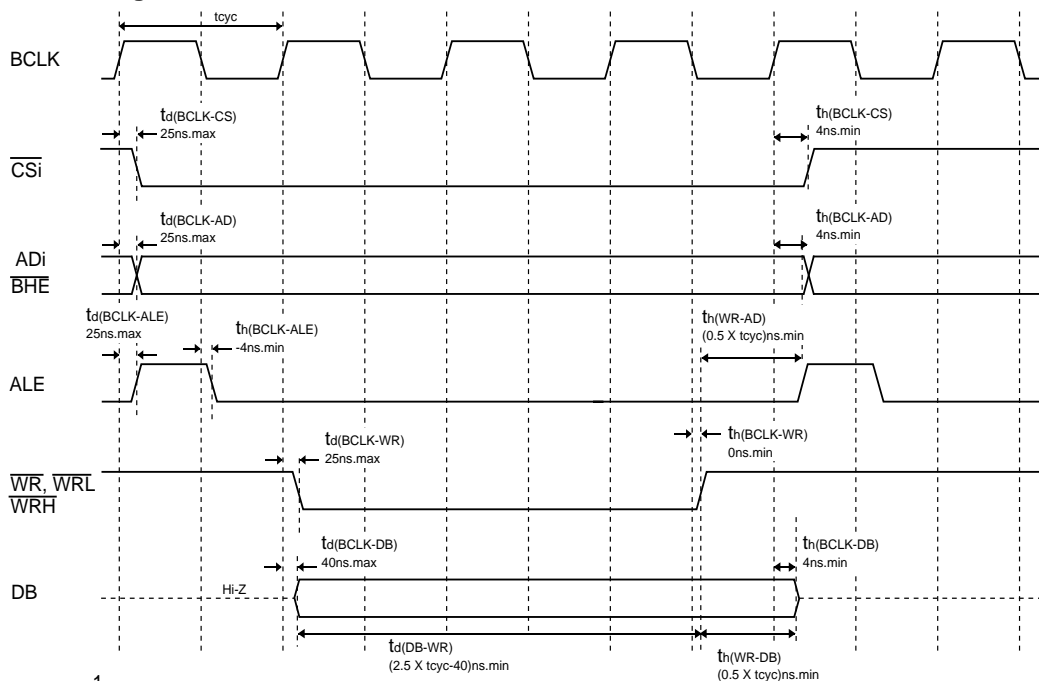 tcyc
BCLK
td(BCLK-CS)
25ns.max
th(BCLK-CS)
4ns.min
CSi
td(BCLK-AD)
25ns.max
th(BCLK-AD)
4ns.min
ADi
BHE
td(BCLK-ALE)
25ns.max
th(BCLK-ALE)
-4ns.min
th(WR-AD)
(0.5 X tcyc)ns.min
ALE
td(BCLK-WR)
25ns.max
th(BCLK-WR)
0ns.min
WR, WRL
WRH
td(BCLK-DB)
40ns.max
th(BCLK-DB)
4ns.min
DB
Hi-Z
td(DB-WR)
(2.5 X tcyc-40)ns.min
th(WR-DB)
(0.5 X tcyc)ns.min
1